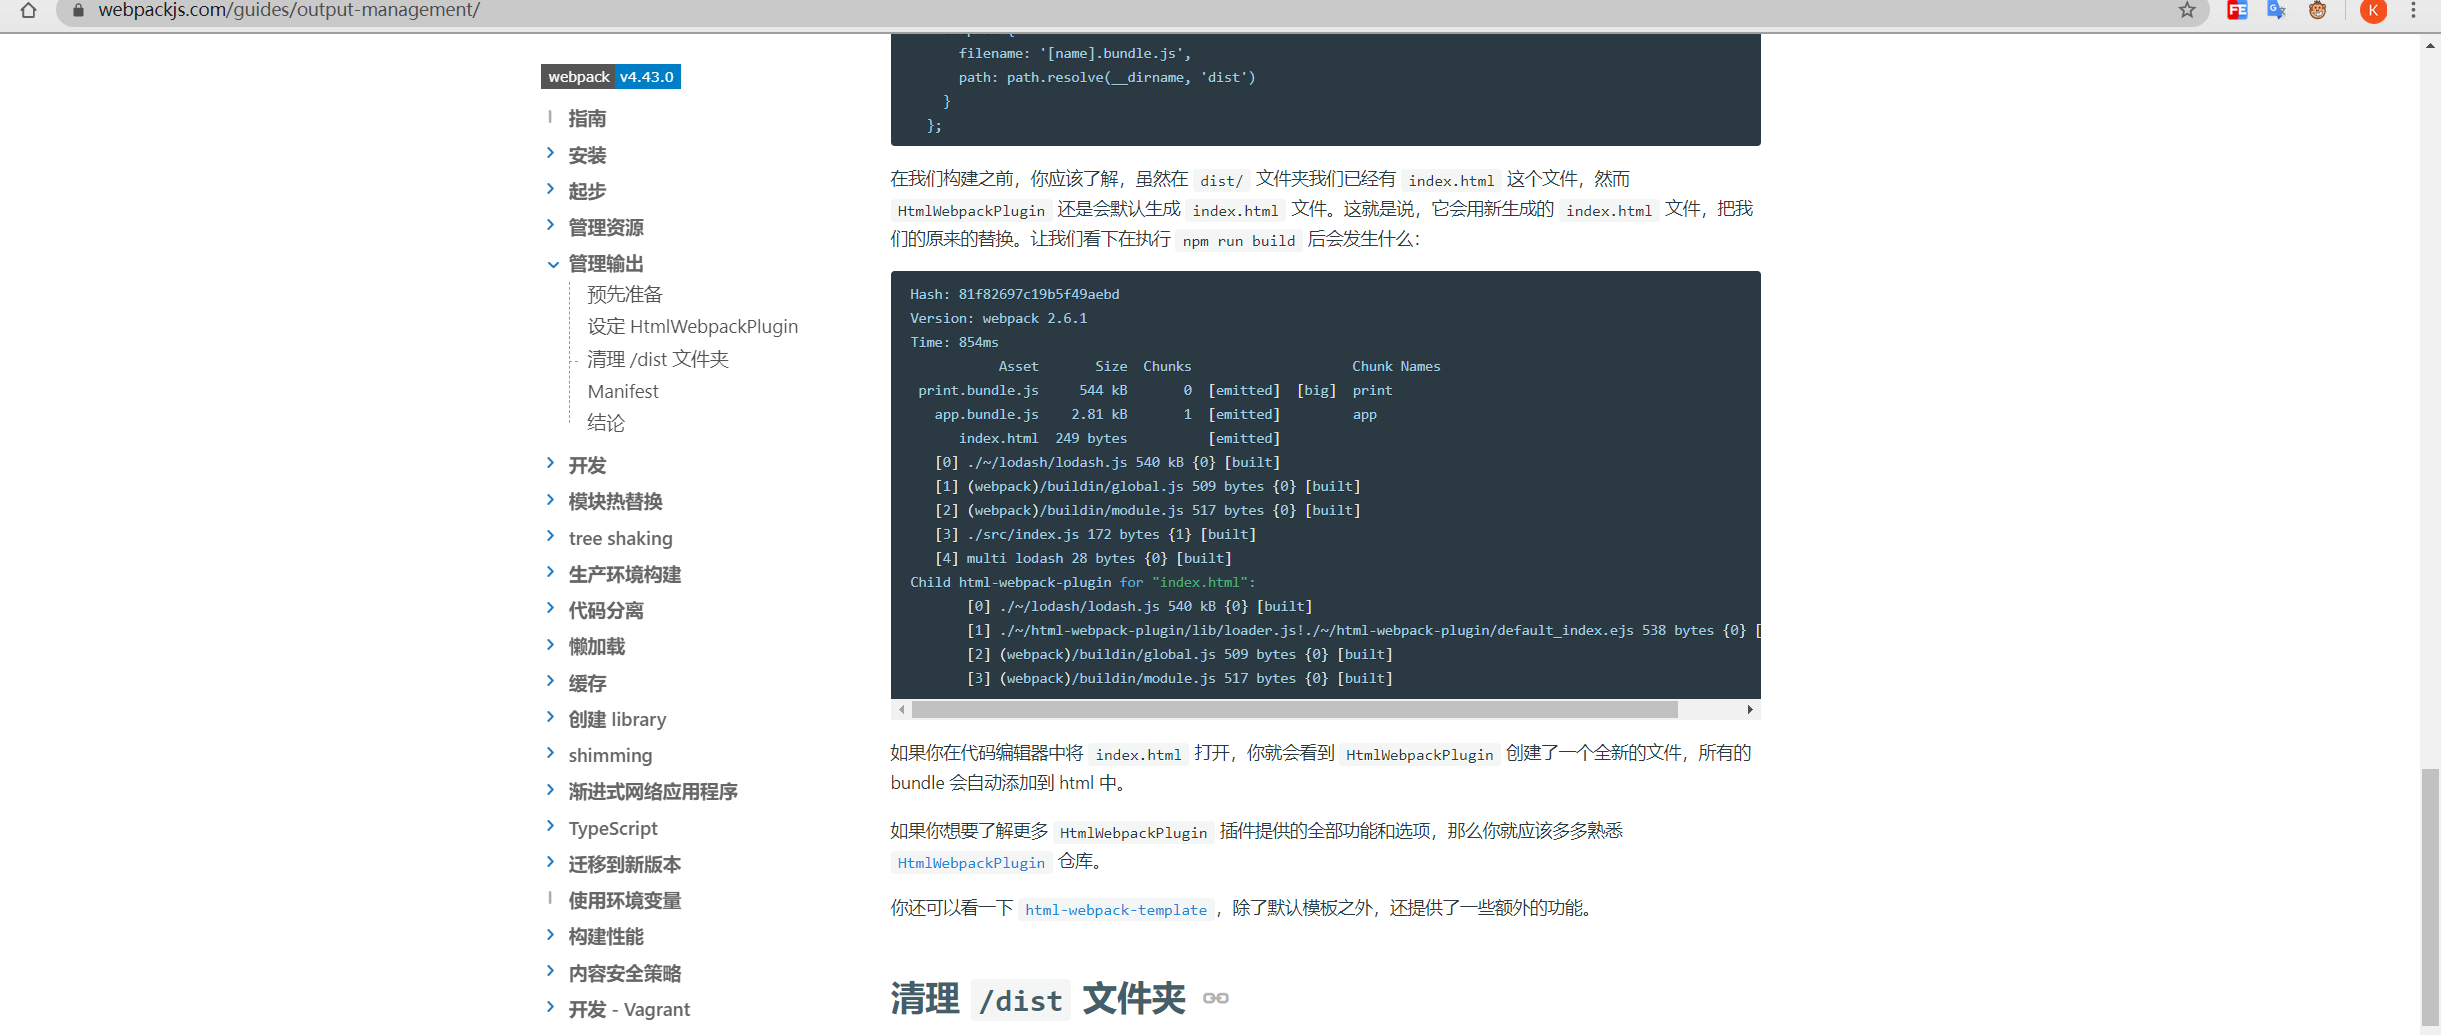 webpackjs.com/guides/output-management/
K
webpack v4.43.0
指南
安装
起步
管理资源
管理输出
预先准备
设定 HtmlWebpackPlugin
清理 /dist 文件夹
Manifest
结论
开发
模块热替换
tree shaking
生产环境构建
代码分离
懒加载
缓存
创建 library
shimming
渐进式网络应用程序
TypeScript
迁移到新版本
使用环境变量
构建性能
内容安全策略
开发 - Vagrant
filename: '[name].bundle.js',
path: path.resolve(__dirname, 'dist')
}
};
在我们构建之前，你应该了解，虽然在 dist/ 文件夹我们已经有 index.html 这个文件，然而
HtmlWebpackPlugin 还是会默认生成 index.html 文件。这就是说，它会用新生成的 index.html 文件，把我
们的原来的替换。让我们看下在执行 npm run build 后会发生什么：
Hash: 81f82697c19b5f49aebd
Version: webpack 2.6.1
Time: 854ms
Asset Size Chunks Chunk Names
print.bundle.js 544 kB 0 [emitted] [big] print
app.bundle.js 2.81 kB 1 [emitted] app
index.html 249 bytes [emitted]
[0] ./~/lodash/lodash.js 540 kB {0} [built]
[1] (webpack)/buildin/global.js 509 bytes {0} [built]
[2] (webpack)/buildin/module.js 517 bytes {0} [built]
[3] ./src/index.js 172 bytes {1} [built]
[4] multi lodash 28 bytes {0} [built]
Child html-webpack-plugin for "index.html":
[0] ./~/lodash/lodash.js 540 kB {0} [built]
[1] ./~/html-webpack-plugin/lib/loader.js!./~/html-webpack-plugin/default_index.ejs 538 bytes {0} [
[2] (webpack)/buildin/global.js 509 bytes {0} [built]
[3] (webpack)/buildin/module.js 517 bytes {0} [built]
如果你在代码编辑器中将 index.html 打开，你就会看到 HtmlWebpackPlugin 创建了一个全新的文件，所有的
bundle 会自动添加到 html 中。
如果你想要了解更多 HtmlWebpackPlugin 插件提供的全部功能和选项，那么你就应该多多熟悉
HtmlWebpackPlugin 仓库。
你还可以看一下 html-webpack-template，除了默认模板之外，还提供了一些额外的功能。
清理 /dist 文件夹